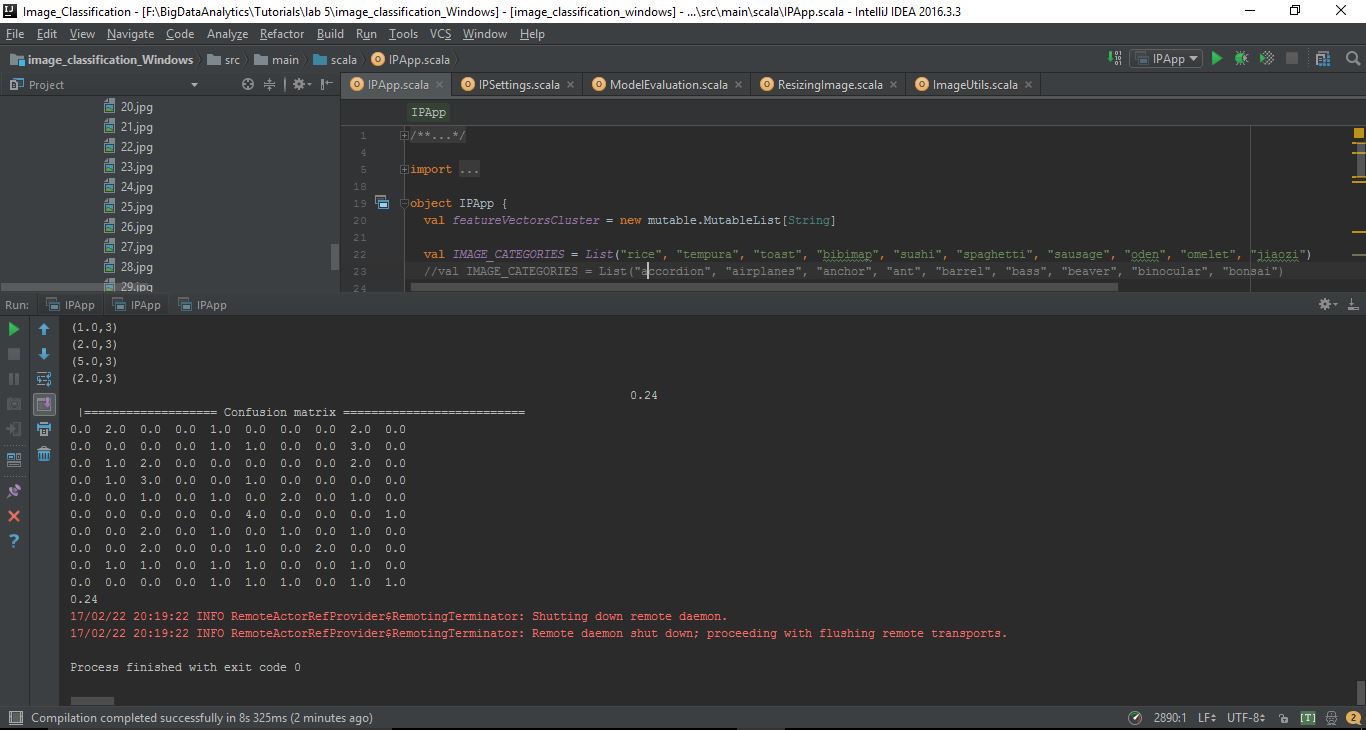 Image_Classification - [F:\BigDataAnalytics\Tutorials\lab 5\image_classification_Windows] - [image_classification_windows] - ...\src\main\scala\IPApp.scala - IntelliJ IDEA 2016.3.3
File Edit View Navigate Code Analyze Refactor Build Run Tools VCS Window Help
image_classification_Windows src main scala IPApp.scala IPApp
Project IPApp.scala IPSettings.scala ModelEvaluation.scala ResizingImage.scala ImageUtils.scala
20.jpg
21.jpg
22.jpg
23.jpg
24.jpg
25.jpg
26.jpg
27.jpg
28.jpg
29.jpg
IPApp
1 /**...*/
4
5 import ...
18
19 object IPApp {
20 val featureVectorsCluster = new mutable.MutableList[String]
21
22 val IMAGE_CATEGORIES = List("rice", "tempura", "toast", "bibimap", "sushi", "spaghetti", "sausage", "oden", "omelet", "jiaozi")
23 //val IMAGE_CATEGORIES = List("accordion", "airplanes", "anchor", "ant", "barrel", "bass", "beaver", "binocular", "bonsai")
24
Run: IPApp IPApp IPApp
(1.0,3)
(2.0,3)
(5.0,3)
(2.0,3)
0.24
|=================== Confusion matrix ==========================
0.0 2.0 0.0 0.0 1.0 0.0 0.0 0.0 2.0 0.0
0.0 0.0 0.0 0.0 1.0 1.0 0.0 0.0 3.0 0.0
0.0 1.0 2.0 0.0 0.0 0.0 0.0 0.0 2.0 0.0
0.0 1.0 3.0 0.0 0.0 1.0 0.0 0.0 0.0 0.0
0.0 0.0 1.0 0.0 1.0 0.0 2.0 0.0 1.0 0.0
0.0 0.0 0.0 0.0 0.0 4.0 0.0 0.0 0.0 1.0
0.0 0.0 2.0 0.0 1.0 0.0 1.0 0.0 1.0 0.0
0.0 0.0 2.0 0.0 0.0 1.0 0.0 2.0 0.0 0.0
0.0 1.0 1.0 0.0 1.0 1.0 0.0 0.0 1.0 0.0
0.0 0.0 0.0 0.0 1.0 1.0 1.0 0.0 1.0 1.0
0.24
17/02/22 20:19:22 INFO RemoteActorRefProvider$RemotingTerminator: Shutting down remote daemon.
17/02/22 20:19:22 INFO RemoteActorRefProvider$RemotingTerminator: Remote daemon shut down; proceeding with flushing remote transports.
Process finished with exit code 0
Compilation completed successfully in 8s 325ms (2 minutes ago) 2890:1 LF UTF-8 [T] 2